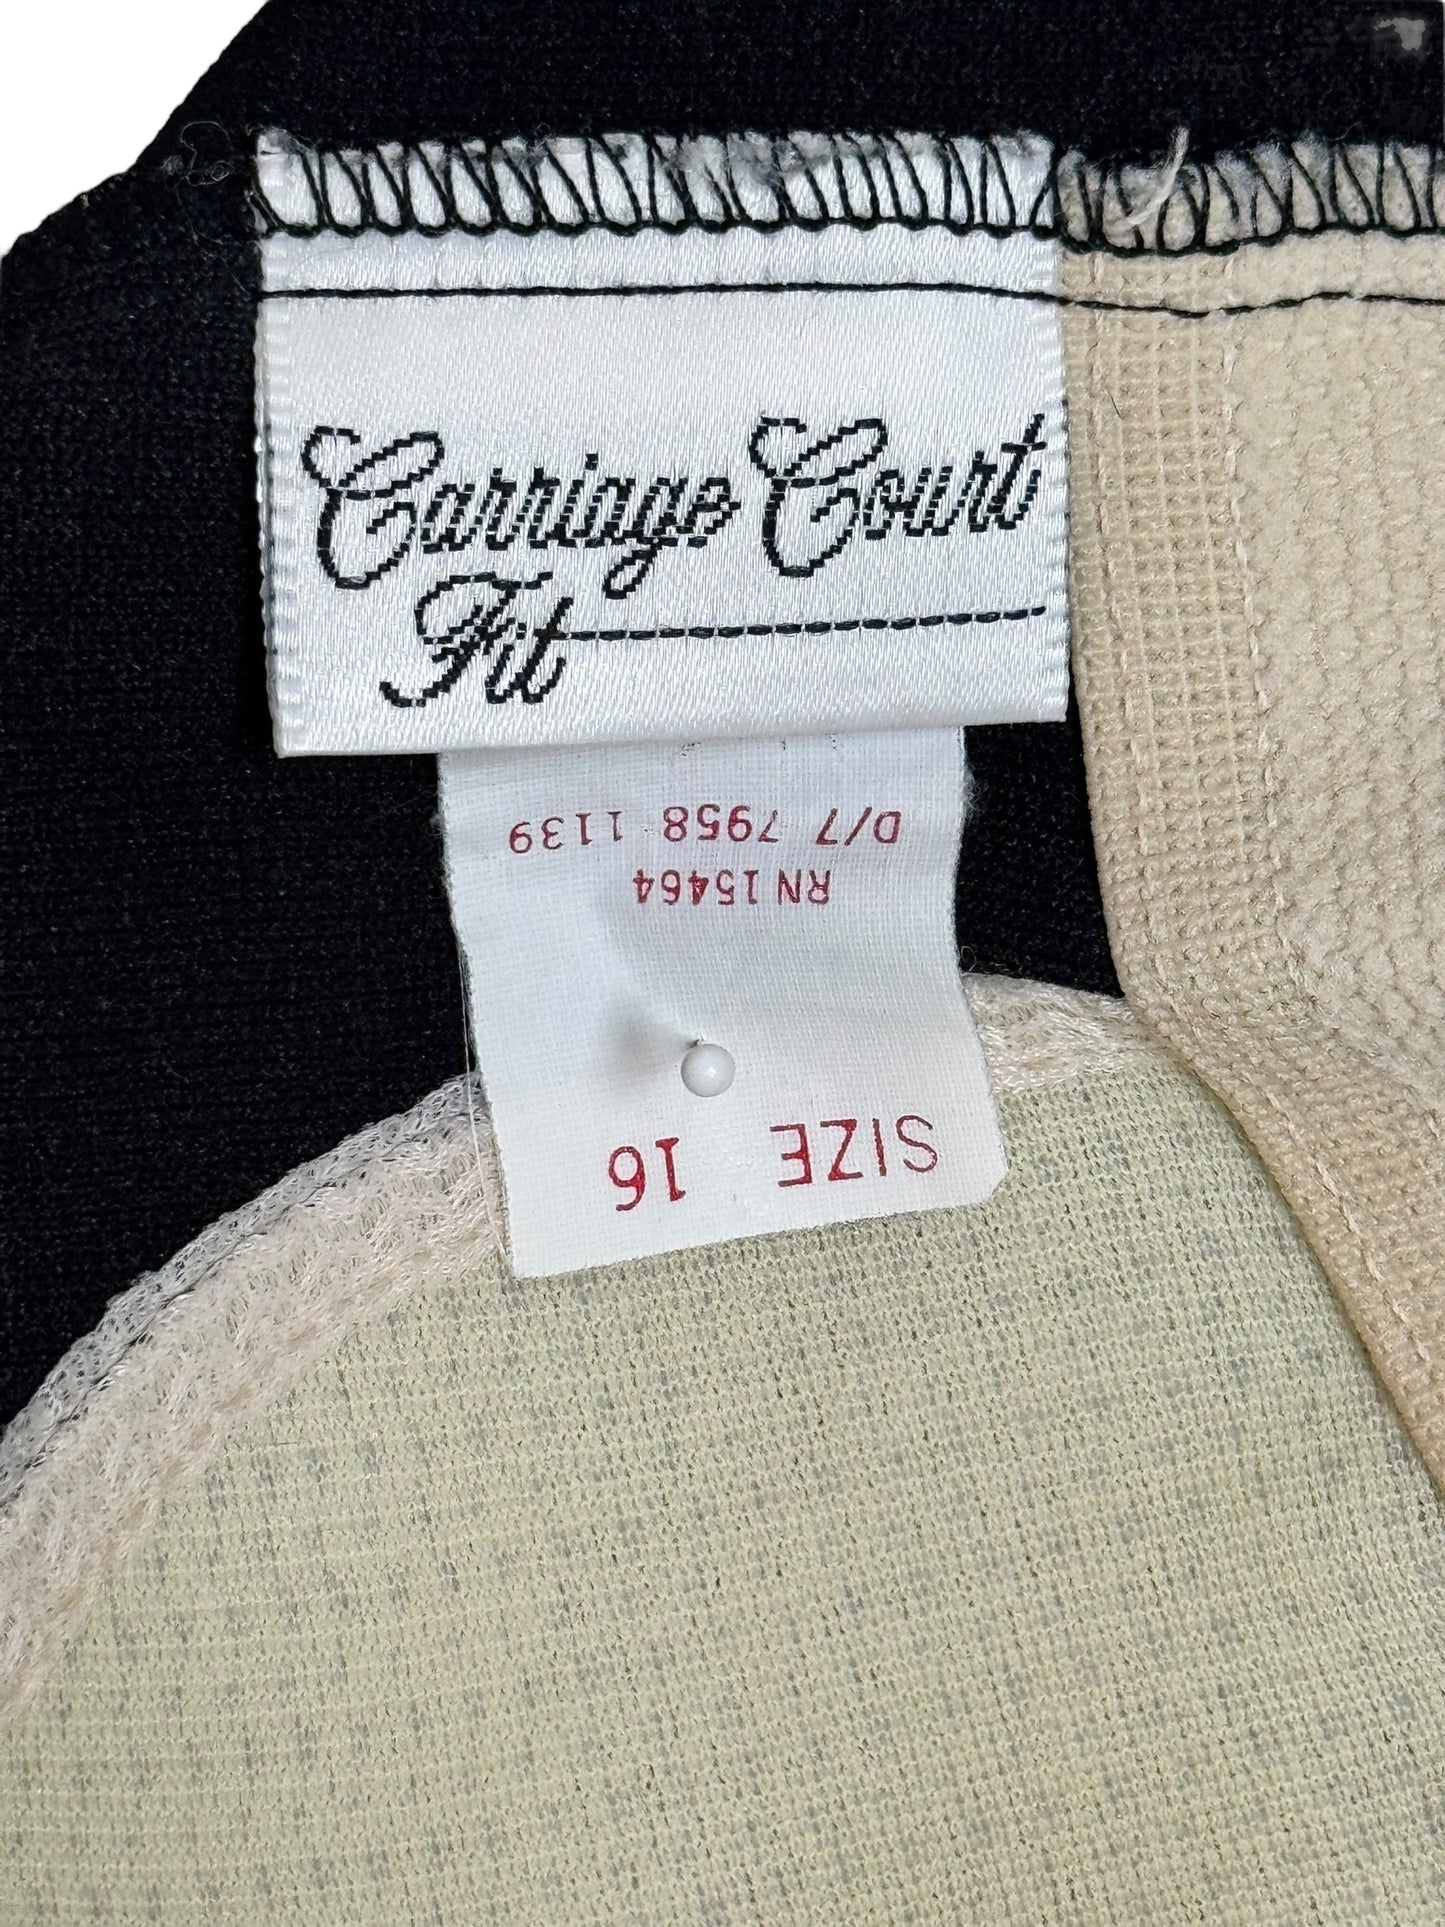 Carriage Court
Fit
D/7 7958 1139
RN 15464
SIZE 16